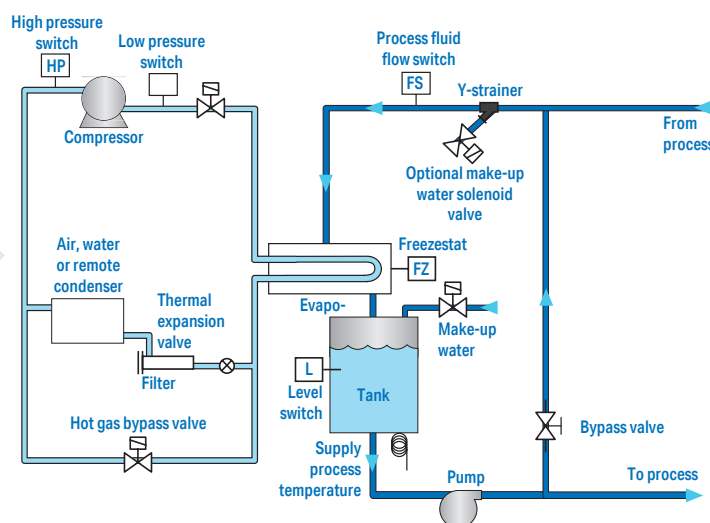 High pressure
switch
HP
Low pressure
switch
Compressor
Process fluid
flow switch
FS
Y-strainer
From
process
Optional make-up
water solenoid
valve
Air, water
or remote
condenser
Thermal
expansion
valve
Filter
Freezestat
FZ
Evapo-
Make-up
water
L
Level
switch
Tank
Hot gas bypass valve
Supply
process
temperature
Bypass valve
Pump
To process